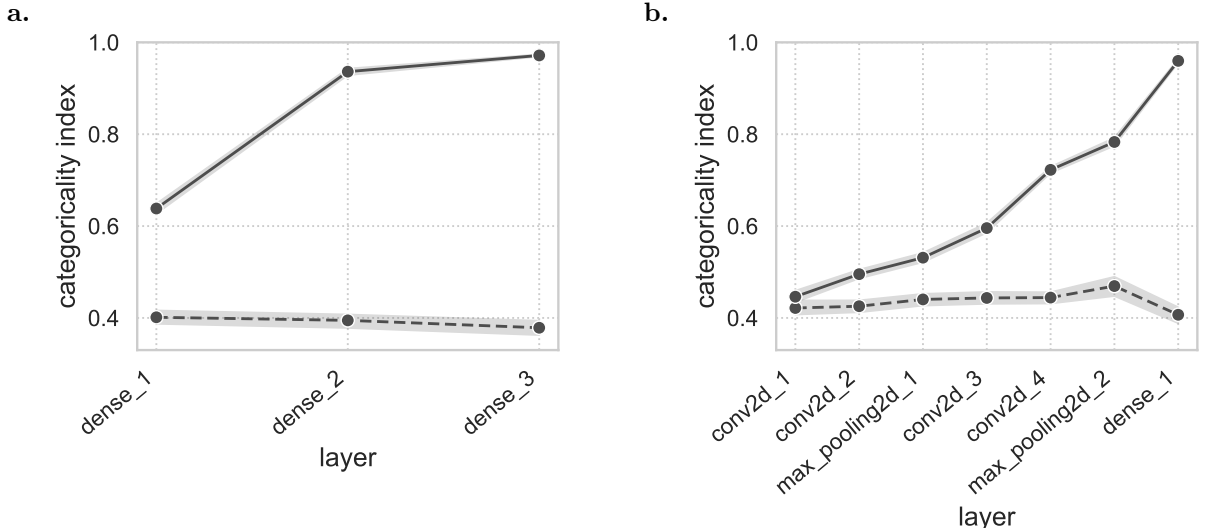 a.
categoricality index
1.0
0.8
0.6
0.4
dense_1
dense_2
dense_3
layer
b.
categoricality index
1.0
0.8
0.6
0.4
conv2d_1
conv2d_2
max_pooling2d_1
conv2d_3
conv2d_4
max_pooling2d_2
dense_1
layer